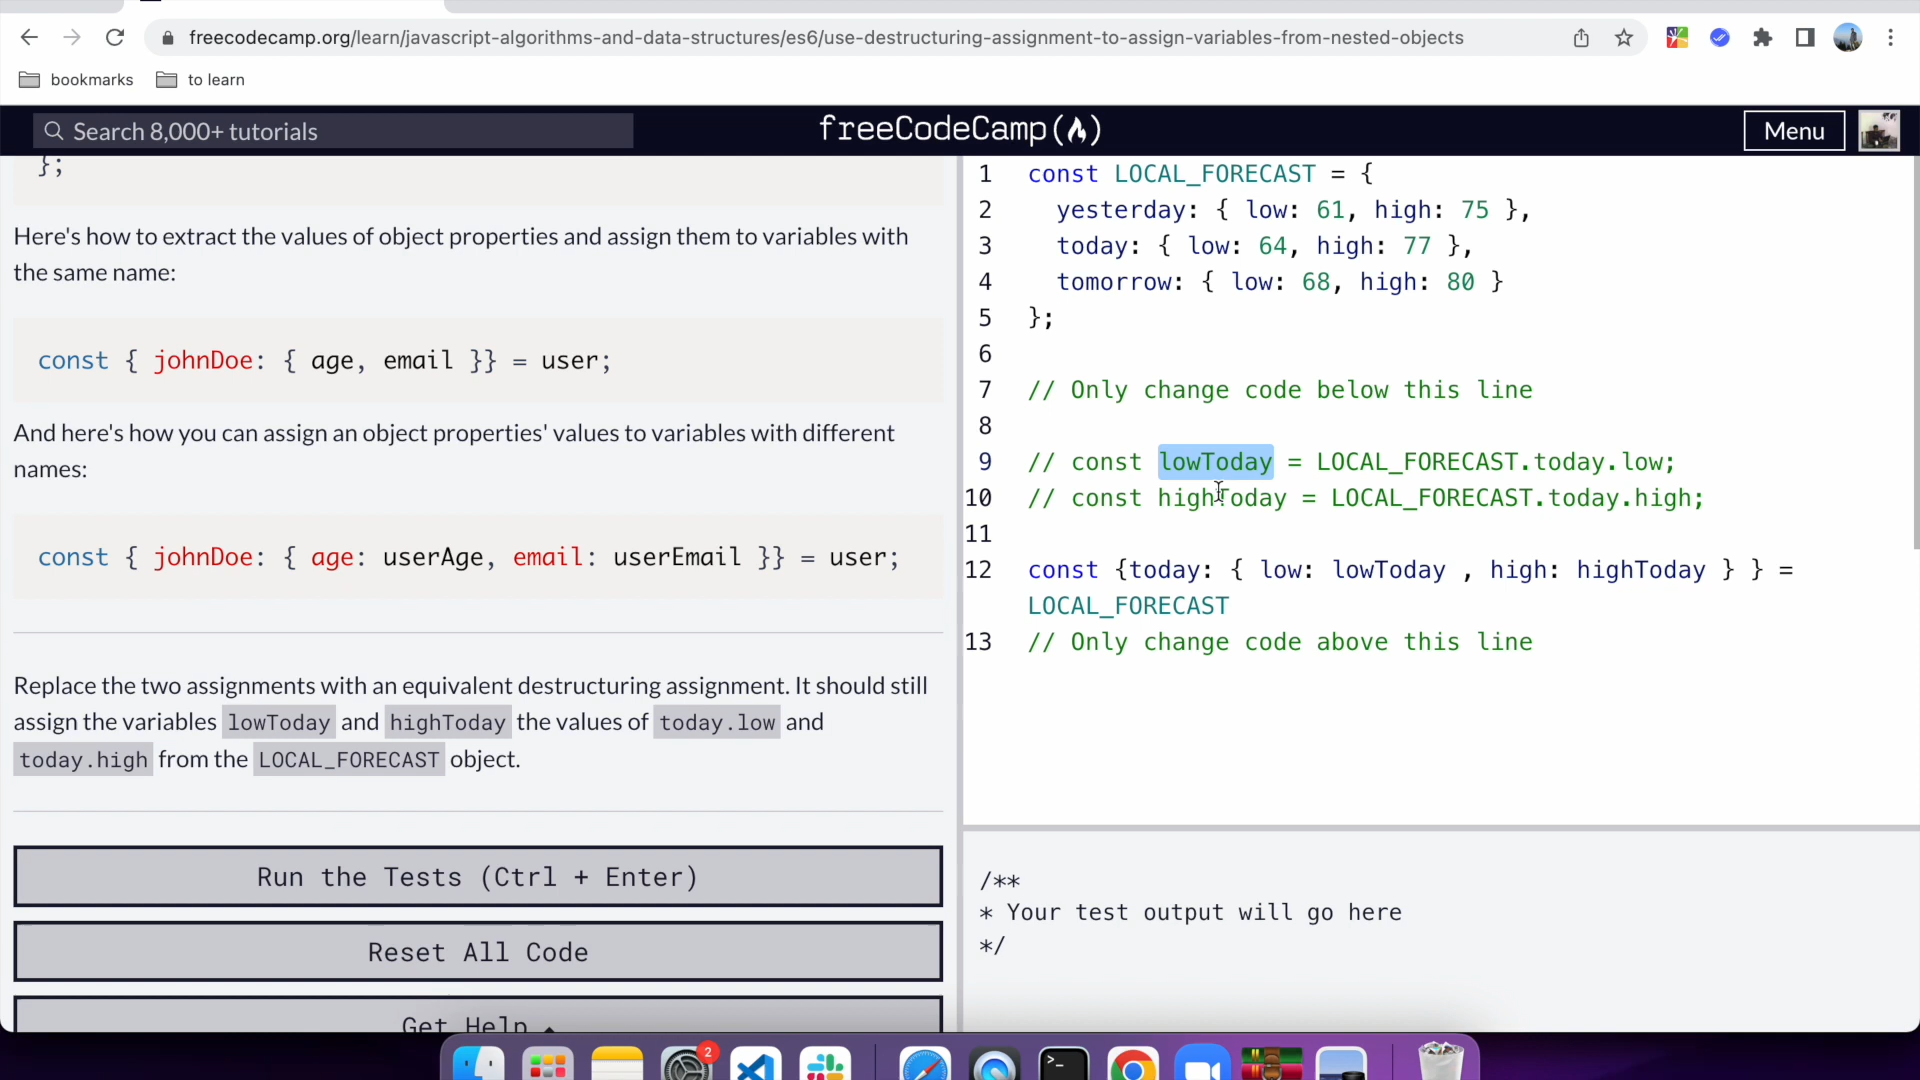 freecodecamp.org/learn/javascript-algorithms-and-data-structures/es6/use-destructuring-assignment-to-assign-variables-from-nested-objects
bookmarks to learn
Search 8,000+ tutorials
freeCodeCamp(🔥)
Menu
};
Here's how to extract the values of object properties and assign them to variables with
the same name:
const { johnDoe: { age, email }} = user;
And here's how you can assign an object properties' values to variables with different
names:
const { johnDoe: { age: userAge, email: userEmail }} = user;
Replace the two assignments with an equivalent destructuring assignment. It should still
assign the variables lowToday and highToday the values of today.low and
today.high from the LOCAL_FORECAST object.
Run the Tests (Ctrl + Enter)
Reset All Code
Get Help
1 const LOCAL_FORECAST = {
2 yesterday: { low: 61, high: 75 },
3 today: { low: 64, high: 77 },
4 tomorrow: { low: 68, high: 80 }
5 };
6
7 // Only change code below this line
8
9 // const lowToday = LOCAL_FORECAST.today.low;
10 // const highToday = LOCAL_FORECAST.today.high;
11
12 const {today: { low: lowToday , high: highToday } } =
LOCAL_FORECAST
13 // Only change code above this line
/**
* Your test output will go here
*/
2